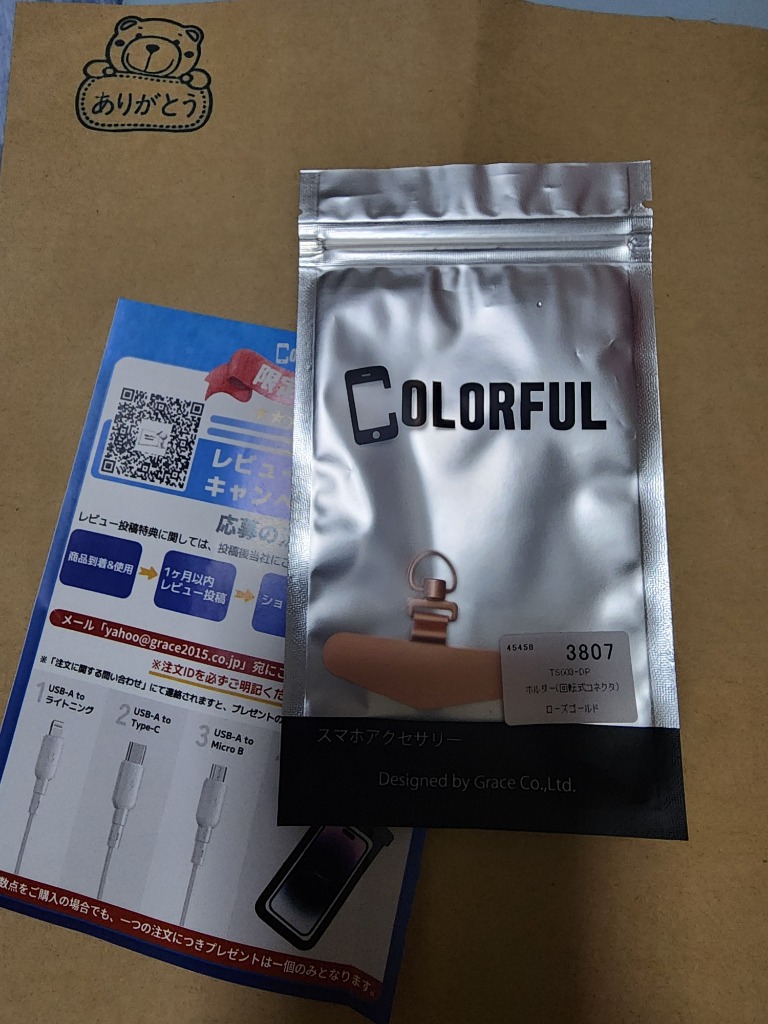 ありがとう
COLORFUL
45458 3807
TSG03-DP
ホルダー(回転式コネクタ)
ローズゴールド
スマホアクセサリー
Designed by Grace Co.,Ltd.
レビュー
キャンペ
応募の
レビュー投稿特典に関しては、投稿後当社に
商品到着&使用
1ヶ月以内
レビュー投稿
ショ
メール「yahoo@grace2015.co.jp」宛にご
※注文IDを必ずご明記くだ
※「注文に関する問い合わせ」にて連絡されますと、プレゼントの
1 USB-A to
ライトニング
2 USB-A to
Type-C
3 USB-A to
Micro B
数点をご購入の場合でも、一つの注文につきプレゼントは一個のみとなります。